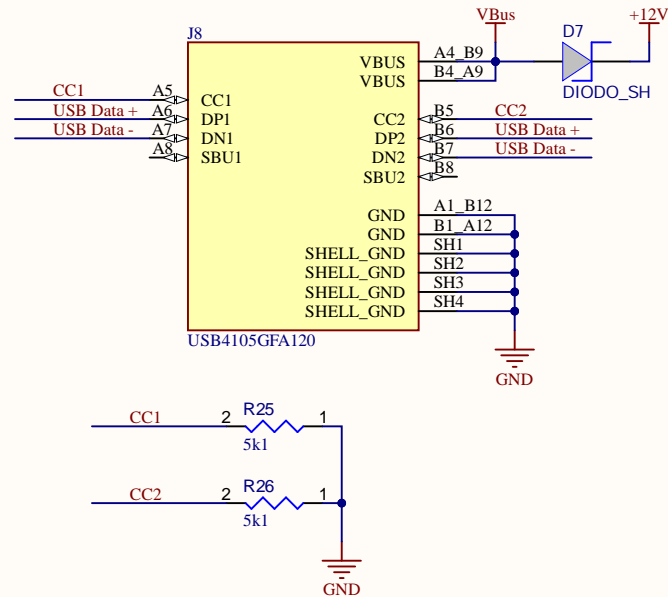 VBus
+12V
J8
D7
VBUS
A4_B9
VBUS
B4_A9
DIODO_SH
CC1
A5
CC1
B5
CC2
CC2
USB Data +
A6
DP1
B6
DP2
USB Data +
USB Data -
A7
DN1
B7
DN2
USB Data -
A8
SBU1
B8
SBU2
GND
A1_B12
GND
B1_A12
SHELL_GND
SH1
SHELL_GND
SH2
SHELL_GND
SH3
SHELL_GND
SH4
USB4105GFA120
GND
CC1
2
R25
1
5k1
CC2
2
R26
1
5k1
GND